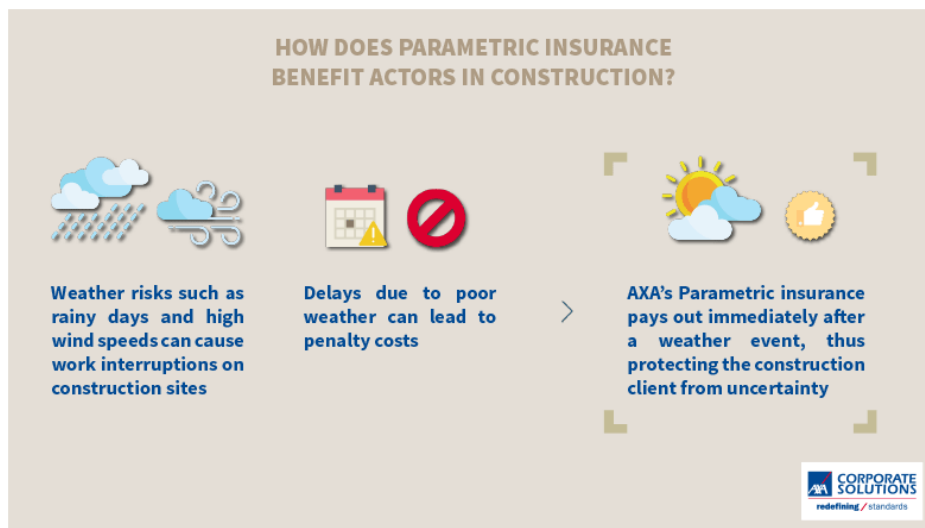 HOW DOES PARAMETRIC INSURANCE
BENEFIT ACTORS IN CONSTRUCTION?
Weather risks such as
rainy days and high
wind speeds can cause
work interruptions on
construction sites
Delays due to poor
weather can lead to
penalty costs
AXA's Parametric insurance
pays out immediately after
a weather event, thus
protecting the construction
client from uncertainty
AXA
CORPORATE
SOLUTIONS
redefining / standards